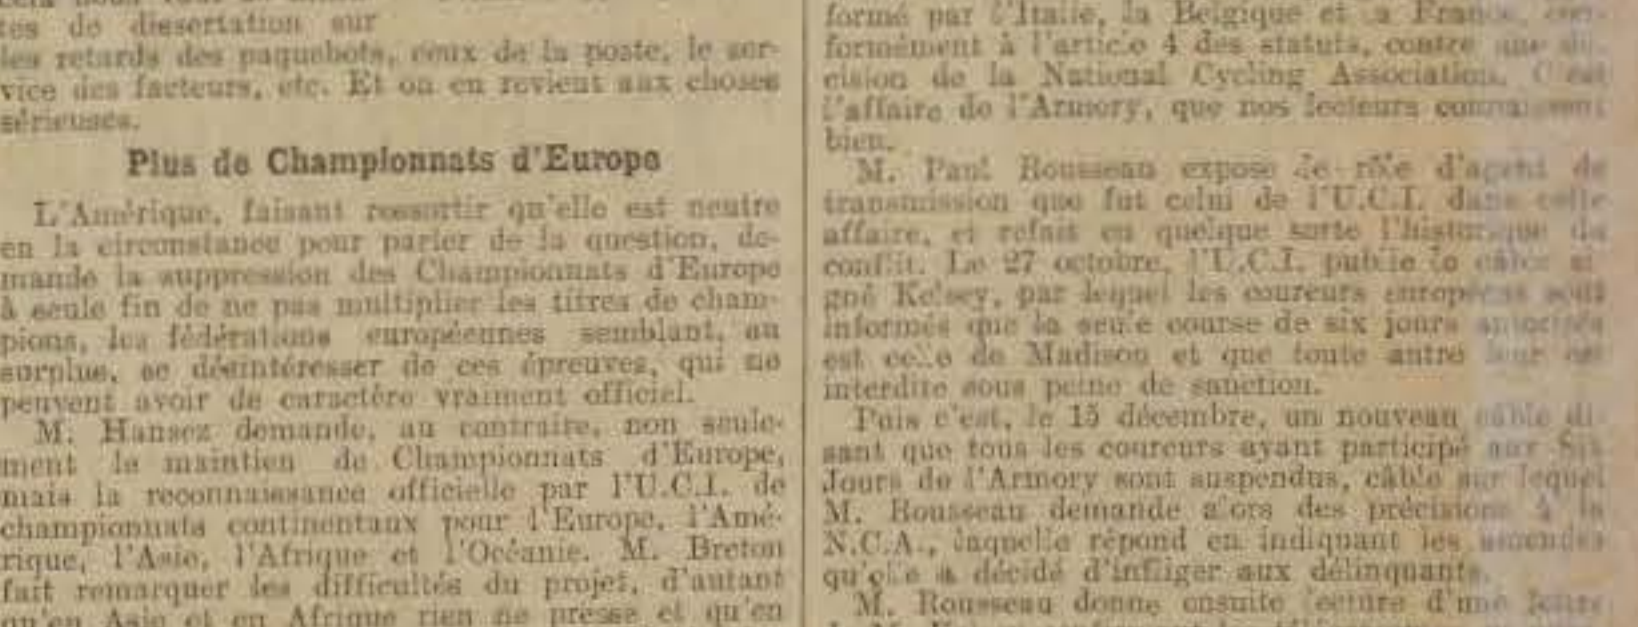 tes de dissertation sur
les retards des paquebots, ceux de la poste, le ser-
vice des facteurs, etc. Et on en revient aux choses
sérieuses.
Plus de Championnats d'Europe
L'Amérique, faisant ressortir qu'elle est neutre
en la circonstance pour parler de la question, de-
mande la suppression des Championnats d'Europe
à seule fin de ne pas multiplier les titres de cham-
pions, les fédérations européennes semblant, au
surplus, se désintéresser de ces épreuves, qui ne
peuvent avoir de caractère vraiment officiel.
M. Hansez demande, au contraire, non seule-
ment le maintien de Championnats d'Europe,
mais la reconnaissance officielle par l'U.C.I. de
championnats continentaux pour l'Europe, l'Amé-
rique, l'Asie, l'Afrique et l'Océanie. M. Breton
fait remarquer les difficultés du projet, d'autant
qu'en Asie et en Afrique rien ne presse et qu'en
formé par l'Italie, la Belgique et la France, con-
formément à l'article 4 des statuts, contre une dé-
cision de la National Cycling Association. C'est
l'affaire de l'Armory, que nos lecteurs connaissent
bien.
M. Paul Rousseau expose le rôle d'agent de
transmission que fut celui de l'U.C.I. dans cette
affaire, et refait en quelque sorte l'historique du
conflit. Le 27 octobre, l'U.C.I. publie le câble si-
gné Kelsey, par lequel les coureurs européens sont
informés que la seule course de six jours autorisée
est celle de Madison et que toute autre leur est
interdite sous peine de sanction.
Puis c'est, le 15 décembre, un nouveau câble di-
sant que tous les coureurs ayant participé aux Six
Jours de l'Armory sont suspendus, câble sur lequel
M. Rousseau demande alors des précisions à la
N.C.A., laquelle répond en indiquant les amendes
qu'elle a décidé d'infliger aux délinquants.
M. Rousseau donne ensuite lecture d'une lettre